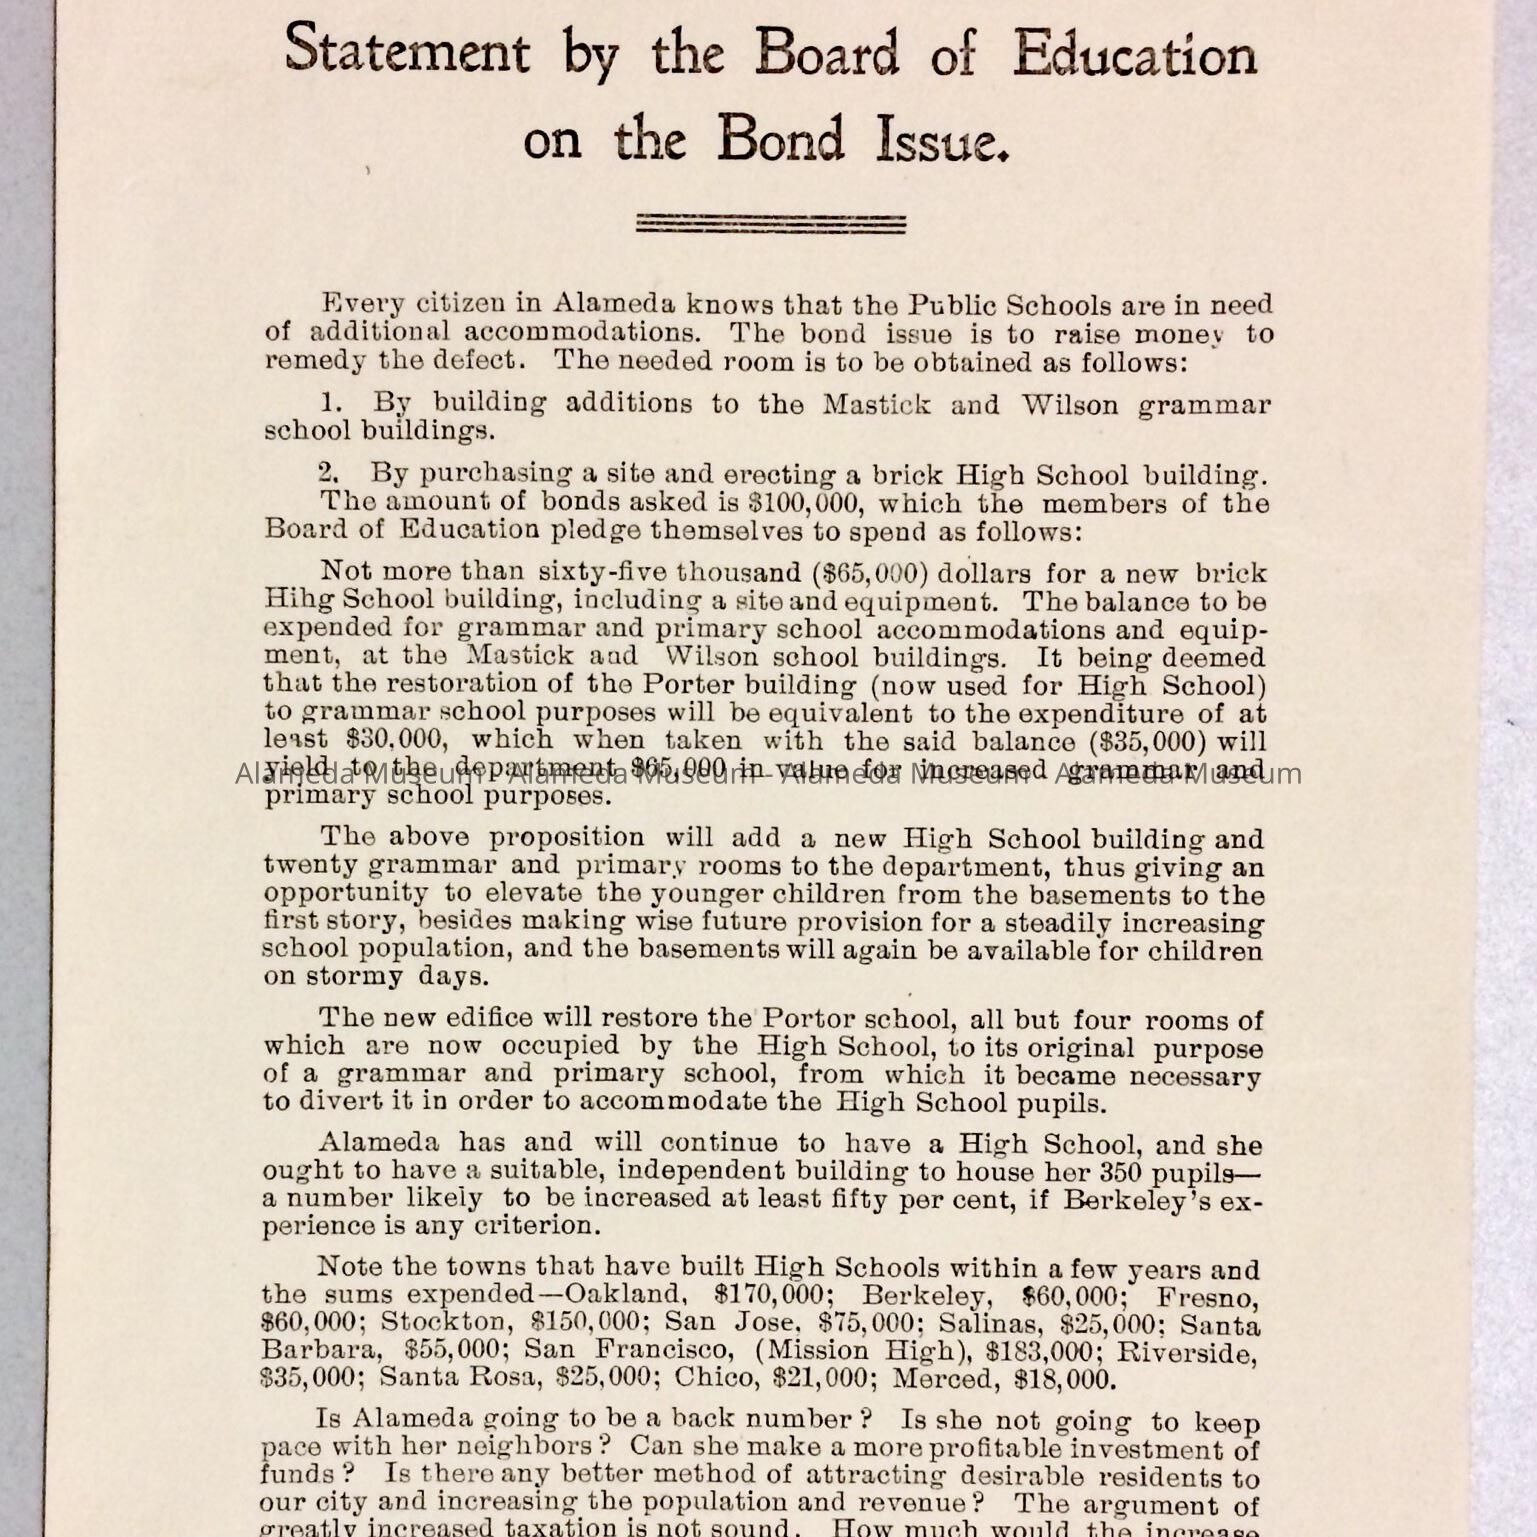 Statement by the Board of Education
on the Bond Issue.
Every citizen in Alameda knows that the Public Schools are in need
of additional accommodations. The bond issue is to raise money to
remedy the defect. The needed room is to be obtained as follows:
1. By building additions to the Mastick and Wilson grammar
school buildings.
2. By purchasing a site and erecting a brick High School building.
The amount of bonds asked is $100,000, which the members of the
Board of Education pledge themselves to spend as follows:
Not more than sixty-five thousand ($65,000) dollars for a new brick
Hihg School building, including a site and equipment. The balance to be
expended for grammar and primary school accommodations and equip-
ment, at the Mastick and Wilson school buildings. It being deemed
that the restoration of the Porter building (now used for High School)
to grammar school purposes will be equivalent to the expenditure of at
least $30,000, which when taken with the said balance ($35,000) will
yield to the department $65,000 in value for increased grammar and
Alameda Museum - Alameda Museum - Alameda Museum - Alameda Museum
primary school purposes.
The above proposition will add a new High School building and
twenty grammar and primary rooms to the department, thus giving an
opportunity to elevate the younger children from the basements to the
first story, besides making wise future provision for a steadily increasing
school population, and the basements will again be available for children
on stormy days.
The new edifice will restore the Portor school, all but four rooms of
which are now occupied by the High School, to its original purpose
of a grammar and primary school, from which it became necessary
to divert it in order to accommodate the High School pupils.
Alameda has and will continue to have a High School, and she
ought to have a suitable, independent building to house her 350 pupils—
a number likely to be increased at least fifty per cent, if Berkeley's ex-
perience is any criterion.
Note the towns that have built High Schools within a few years and
the sums expended—Oakland, $170,000; Berkeley, $60,000; Fresno,
$60,000; Stockton, $150,000; San Jose, $75,000; Salinas, $25,000; Santa
Barbara, $55,000; San Francisco, (Mission High), $183,000; Riverside,
$35,000; Santa Rosa, $25,000; Chico, $21,000; Merced, $18,000.
Is Alameda going to be a back number? Is she not going to keep
pace with her neighbors? Can she make a more profitable investment of
funds? Is there any better method of attracting desirable residents to
our city and increasing the population and revenue? The argument of
greatly increased taxation is not sound. How much would the increase